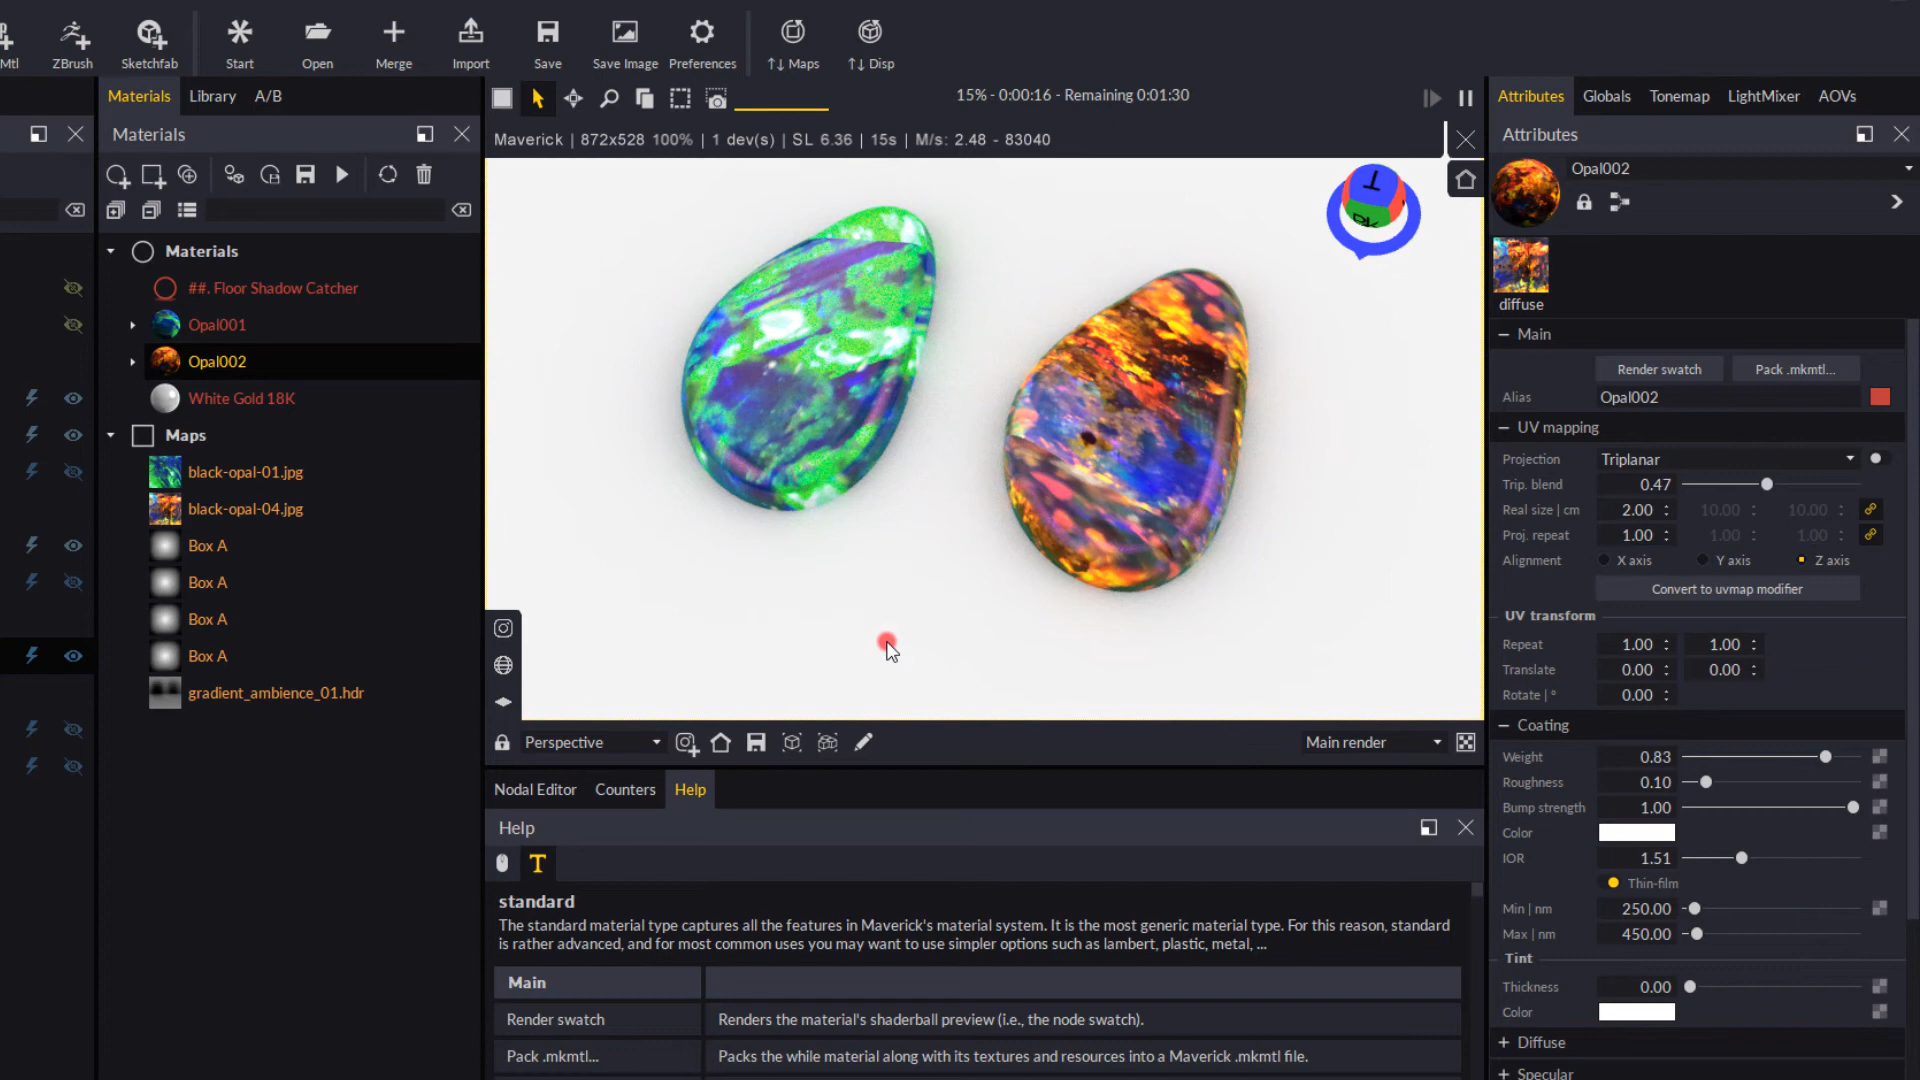 Mtl
ZBrush
Sketchfab
Start
Open
Merge
Import
Save
Save Image
Preferences
↑↓ Maps
↑↓ Disp
Materials
Library
A/B
15% - 0:00:16 - Remaining 0:01:30
Attributes
Globals
Tonemap
LightMixer
AOVs
Materials
Maverick | 872x528 100% | 1 dev(s) | SL 6.36 | 15s | M/s: 2.48 - 83040
Attributes
Opal002
diffuse
Materials
##. Floor Shadow Catcher
Opal001
Opal002
White Gold 18K
Maps
black-opal-01.jpg
black-opal-04.jpg
Box A
Box A
Box A
Box A
gradient_ambience_01.hdr
T
Main
Render swatch
Pack .mkmtl...
Alias Opal002
UV mapping
Projection Triplanar
Trip. blend 0.47
Real size | cm 2.00 10.00 10.00
Proj. repeat 1.00 1.00 1.00
Alignment X axis Y axis Z axis
Convert to uvmap modifier
UV transform
Repeat 1.00 1.00
Translate 0.00 0.00
Rotate | ° 0.00
Coating
Weight 0.83
Roughness 0.10
Bump strength 1.00
Color
IOR 1.51
Thin-film
Min | nm 250.00
Max | nm 450.00
Tint
Thickness 0.00
Color
Diffuse
Specular
Perspective
Main render
Nodal Editor
Counters
Help
Help
T
standard
The standard material type captures all the features in Maverick's material system. It is the most generic material type. For this reason, standard
is rather advanced, and for most common uses you may want to use simpler options such as lambert, plastic, metal, ...
Main
Render swatch Renders the material's shaderball preview (i.e., the node swatch).
Pack .mkmtl... Packs the while material along with its textures and resources into a Maverick .mkmtl file.